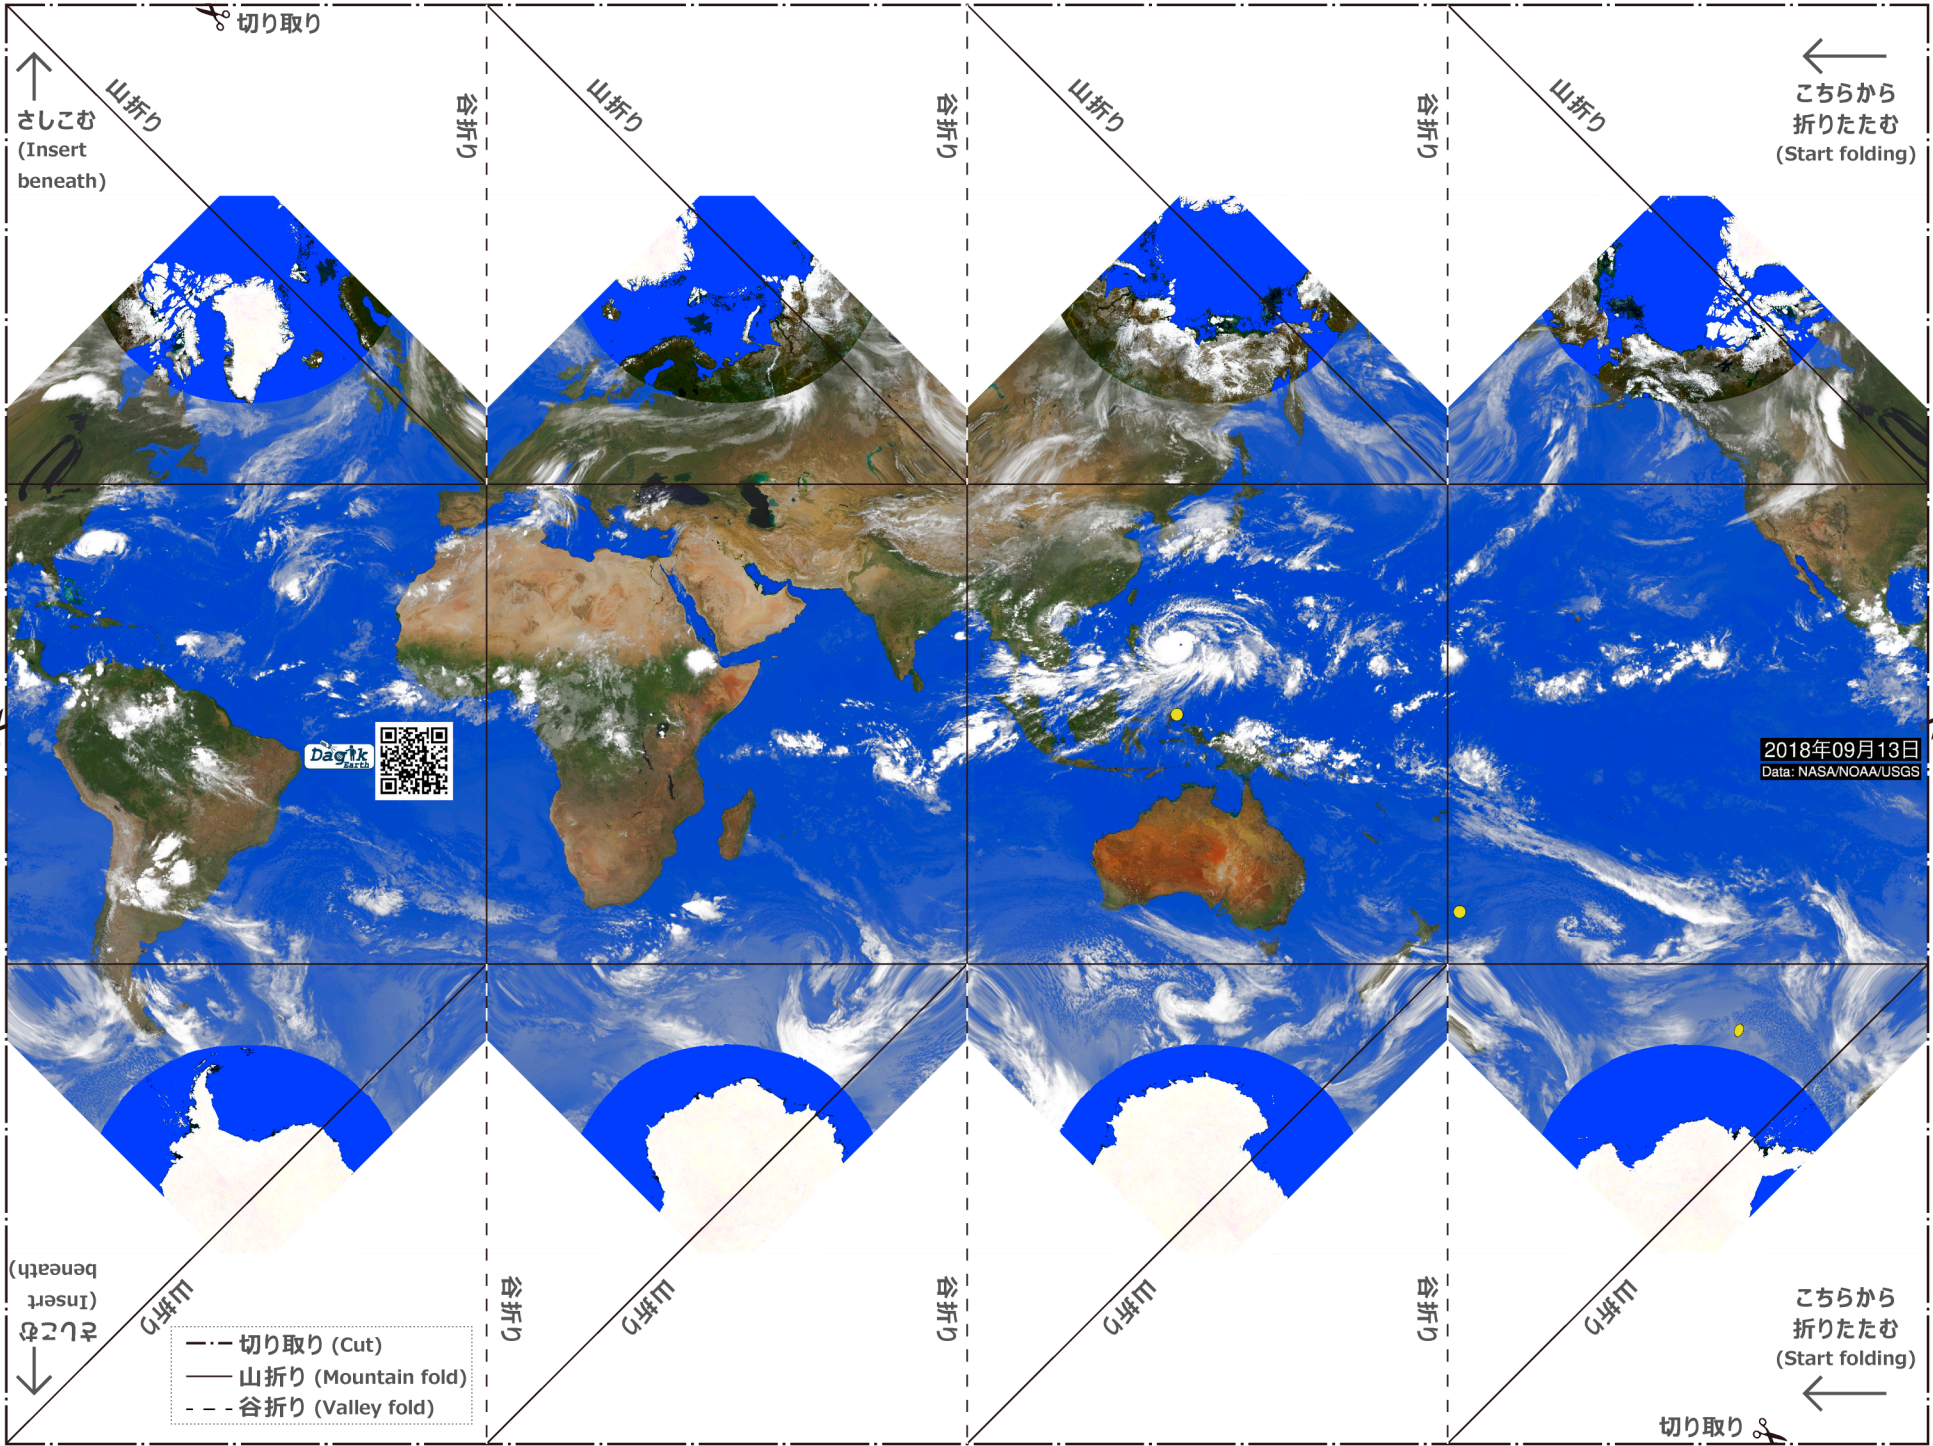 切り取り
山折り
谷折り
山折り
谷折り
山折り
谷折り
山折り
さしこむ
(Insert
beneath)
こちらから
折りたたむ
(Start folding)
Dagik
Earth
2018年09月13日
Data: NASA/NOAA/USGS
さしこむ
(Insert
beneath)
山折り
谷折り
山折り
谷折り
山折り
谷折り
山折り
こちらから
折りたたむ
(Start folding)
切り取り (Cut)
山折り (Mountain fold)
谷折り (Valley fold)
切り取り